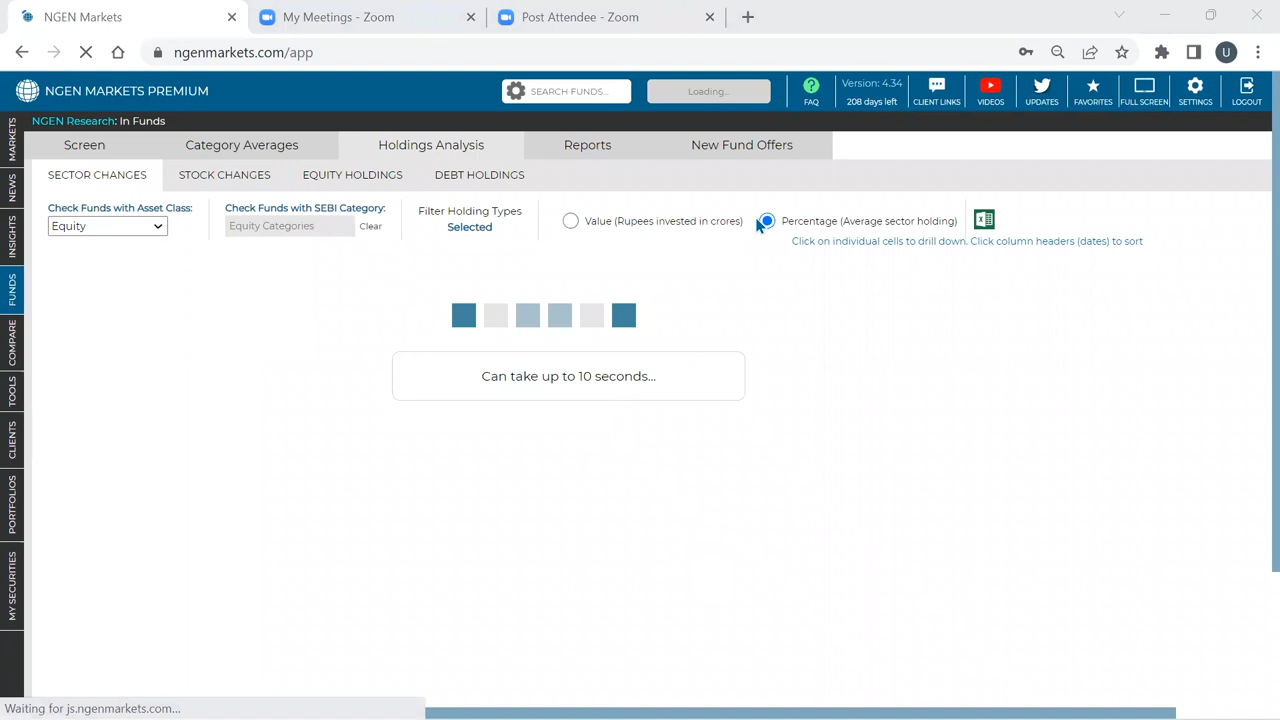 NGEN Markets
My Meetings - Zoom
Post Attendee - Zoom
ngenmarkets.com/app
U
NGEN MARKETS PREMIUM
SEARCH FUNDS...
Loading...
FAQ
Version: 4.34
208 days left
CLIENT LINKS
VIDEOS
UPDATES
FAVORITES
FULL SCREEN
SETTINGS
LOGOUT
NGEN Research: In Funds
MARKETS
NEWS
INSIGHTS
FUNDS
COMPARE
TOOLS
CLIENTS
PORTFOLIOS
MY SECURITIES
Screen
Category Averages
Holdings Analysis
Reports
New Fund Offers
SECTOR CHANGES
STOCK CHANGES
EQUITY HOLDINGS
DEBT HOLDINGS
Check Funds with Asset Class:
Equity
Check Funds with SEBI Category:
Equity Categories
Clear
Filter Holding Types
Selected
Value (Rupees invested in crores)
Percentage (Average sector holding)
Click on individual cells to drill down. Click column headers (dates) to sort
Can take up to 10 seconds...
Waiting for js.ngenmarkets.com...